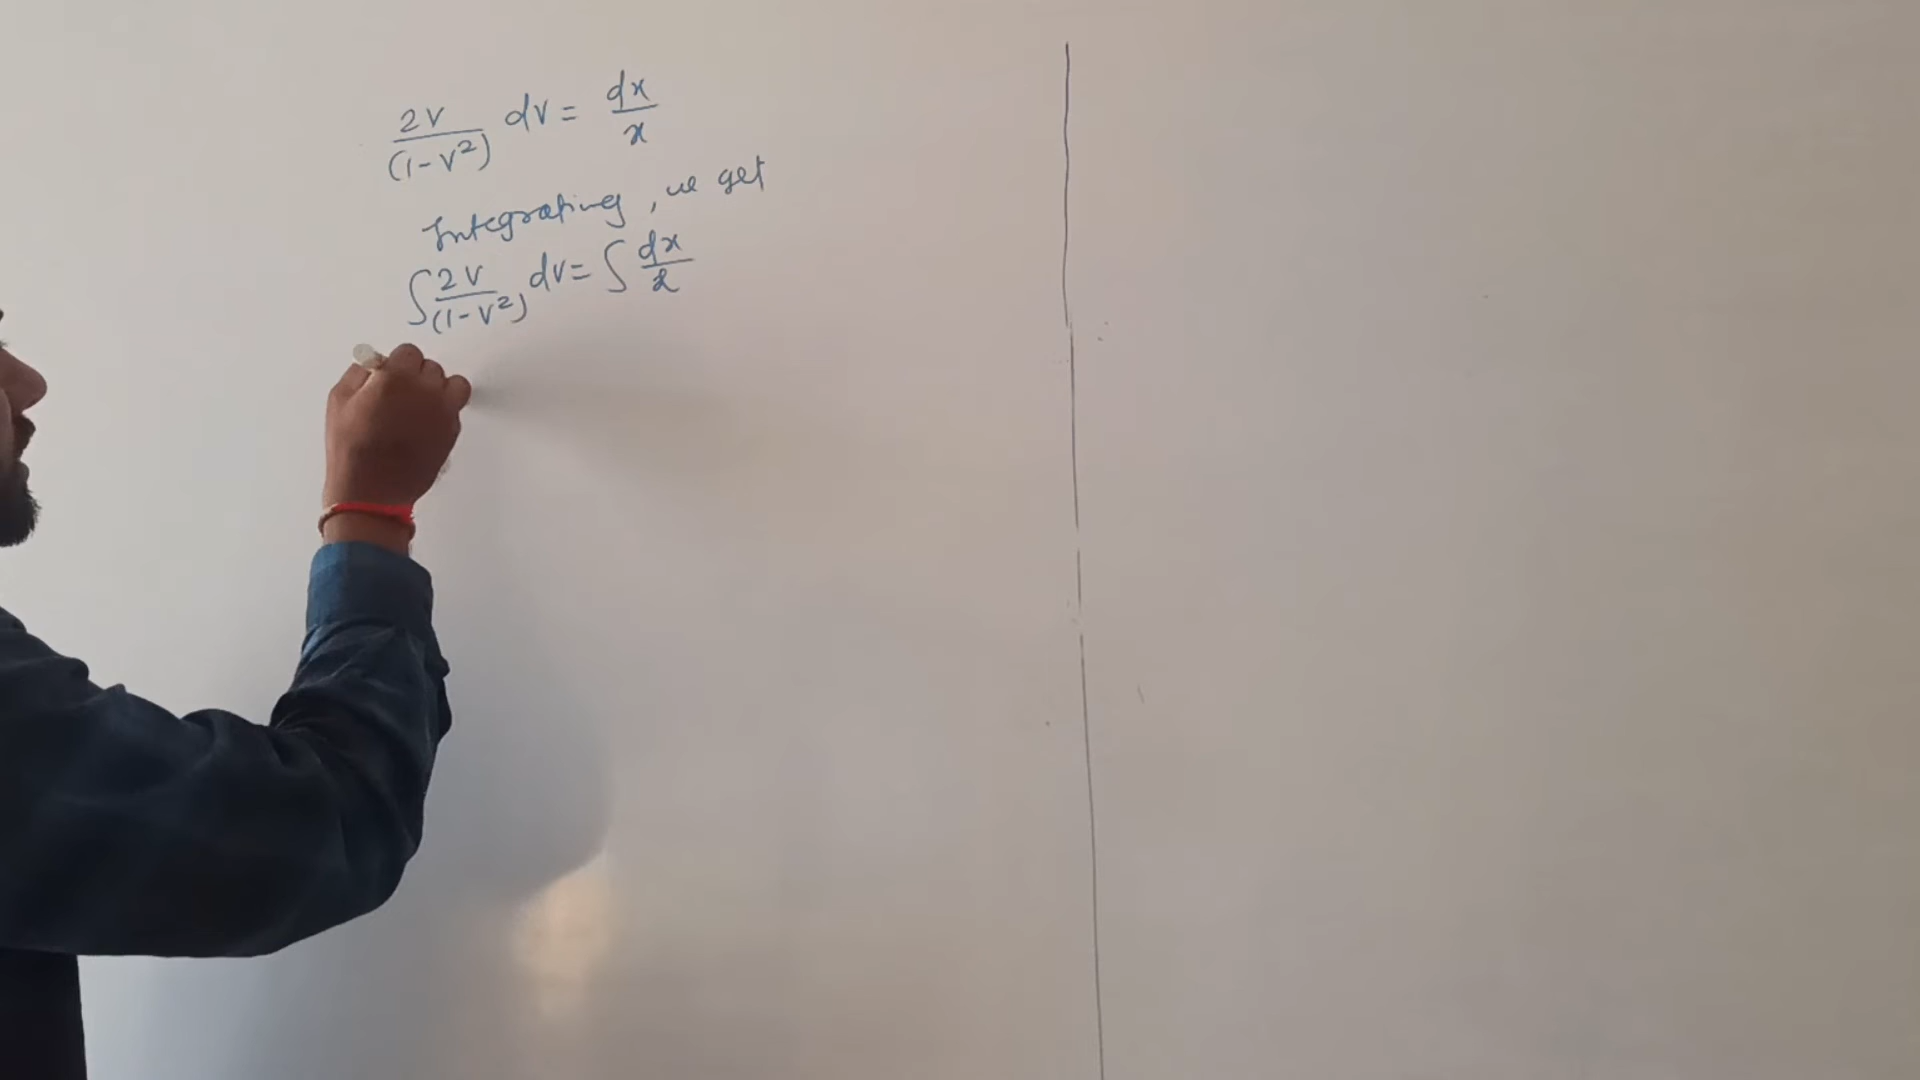 2v/(1-v²) dv = dx/x
Integrating, we get
∫ 2v/(1-v²) dv = ∫ dx/x